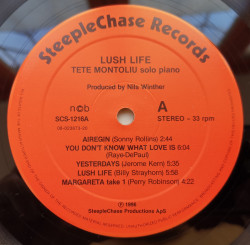 SteepleChase Records
LUSH LIFE
TETE MONTOLIU solo piano
Produced by Nils Winther
n©b
A
SCS-1216A
STEREO - 33 rpm
AIREGIN (Sonny Rollins) 2:44
YOU DON'T KNOW WHAT LOVE IS 8:04
(Raye-DePaul)
YESTERDAYS (Jerome Kern) 5:35
LUSH LIFE (Billy Strayhorn) 5:56
MARGARETA take 1 (Perry Robinson) 4:22
SteepleChase Productions ApS